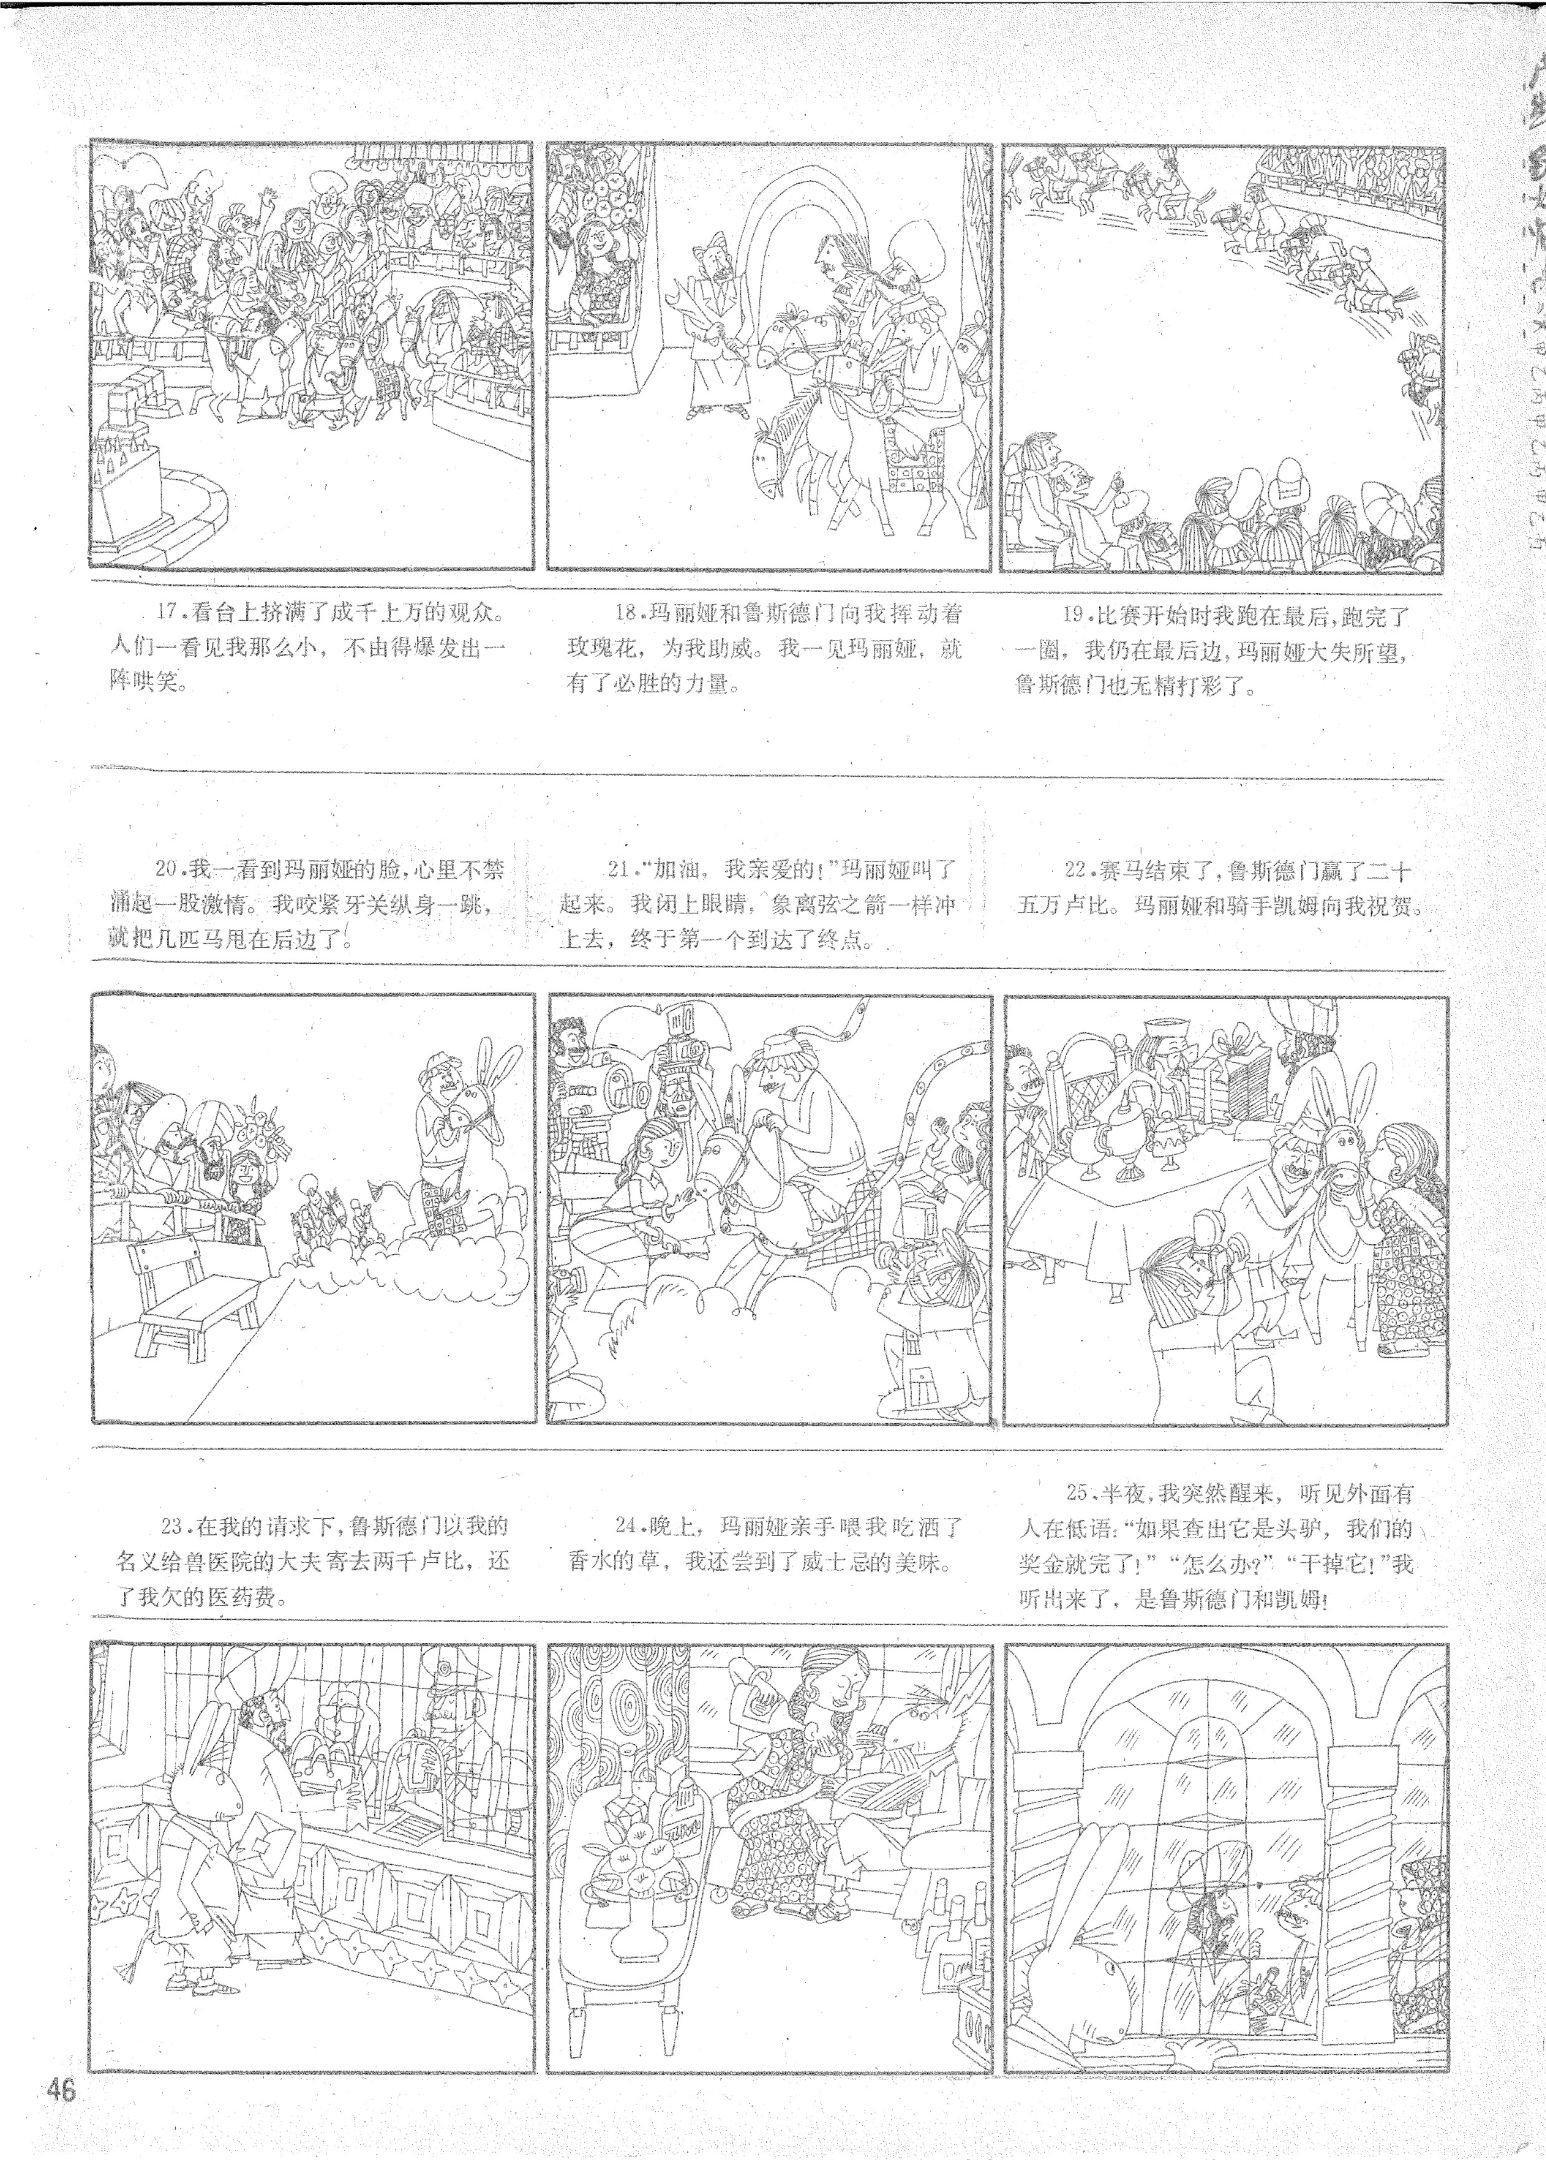 17.看台上挤满了成千上万的观众。
人们一看见我那么小，不由得爆发出一
阵哄笑。
18.玛丽娅和鲁斯德门向我挥动着
玫瑰花，为我助威。我一见玛丽娅，就
有了必胜的力量。
19.比赛开始时我跑在最后，跑完了
一圈，我仍在最后边，玛丽娅大失所望，
鲁斯德门也无精打彩了。
20.我一看到玛丽娅的脸，心里不禁
涌起一股激情。我咬紧牙关纵身一跳，
就把几匹马甩在后边了。
21.“加油，我亲爱的！”玛丽娅叫了
起来。我闭上眼睛，象离弦之箭一样冲
上去，终于第一个到达了终点。
22.赛马结束了，鲁斯德门赢了二十
五万卢比。玛丽娅和骑手凯姆向我祝贺。
23.在我的请求下，鲁斯德门以我的
名义给兽医院的大夫寄去两千卢比，还
了我欠的医药费。
24.晚上，玛丽娅亲手喂我吃洒了
香水的草，我还尝到了威士忌的美味。
25.半夜，我突然醒来，听见外面有
人在低语：“如果查出它是头驴，我们的
奖金就完了！”“怎么办？”“干掉它！”我
听出来了，是鲁斯德门和凯姆！
46